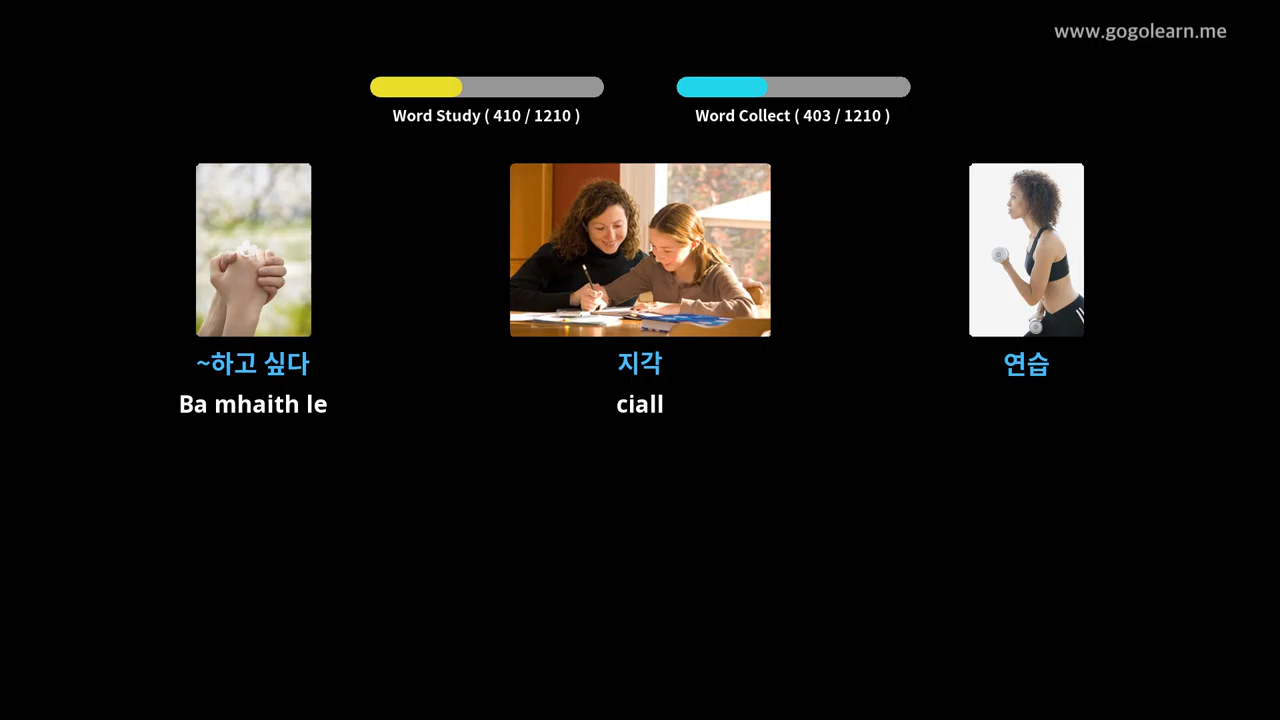 www.gogolearn.me
Word Study ( 410 / 1210 )
Word Collect ( 403 / 1210 )
~하고 싶다
지각
연습
Ba mhaith le
ciall